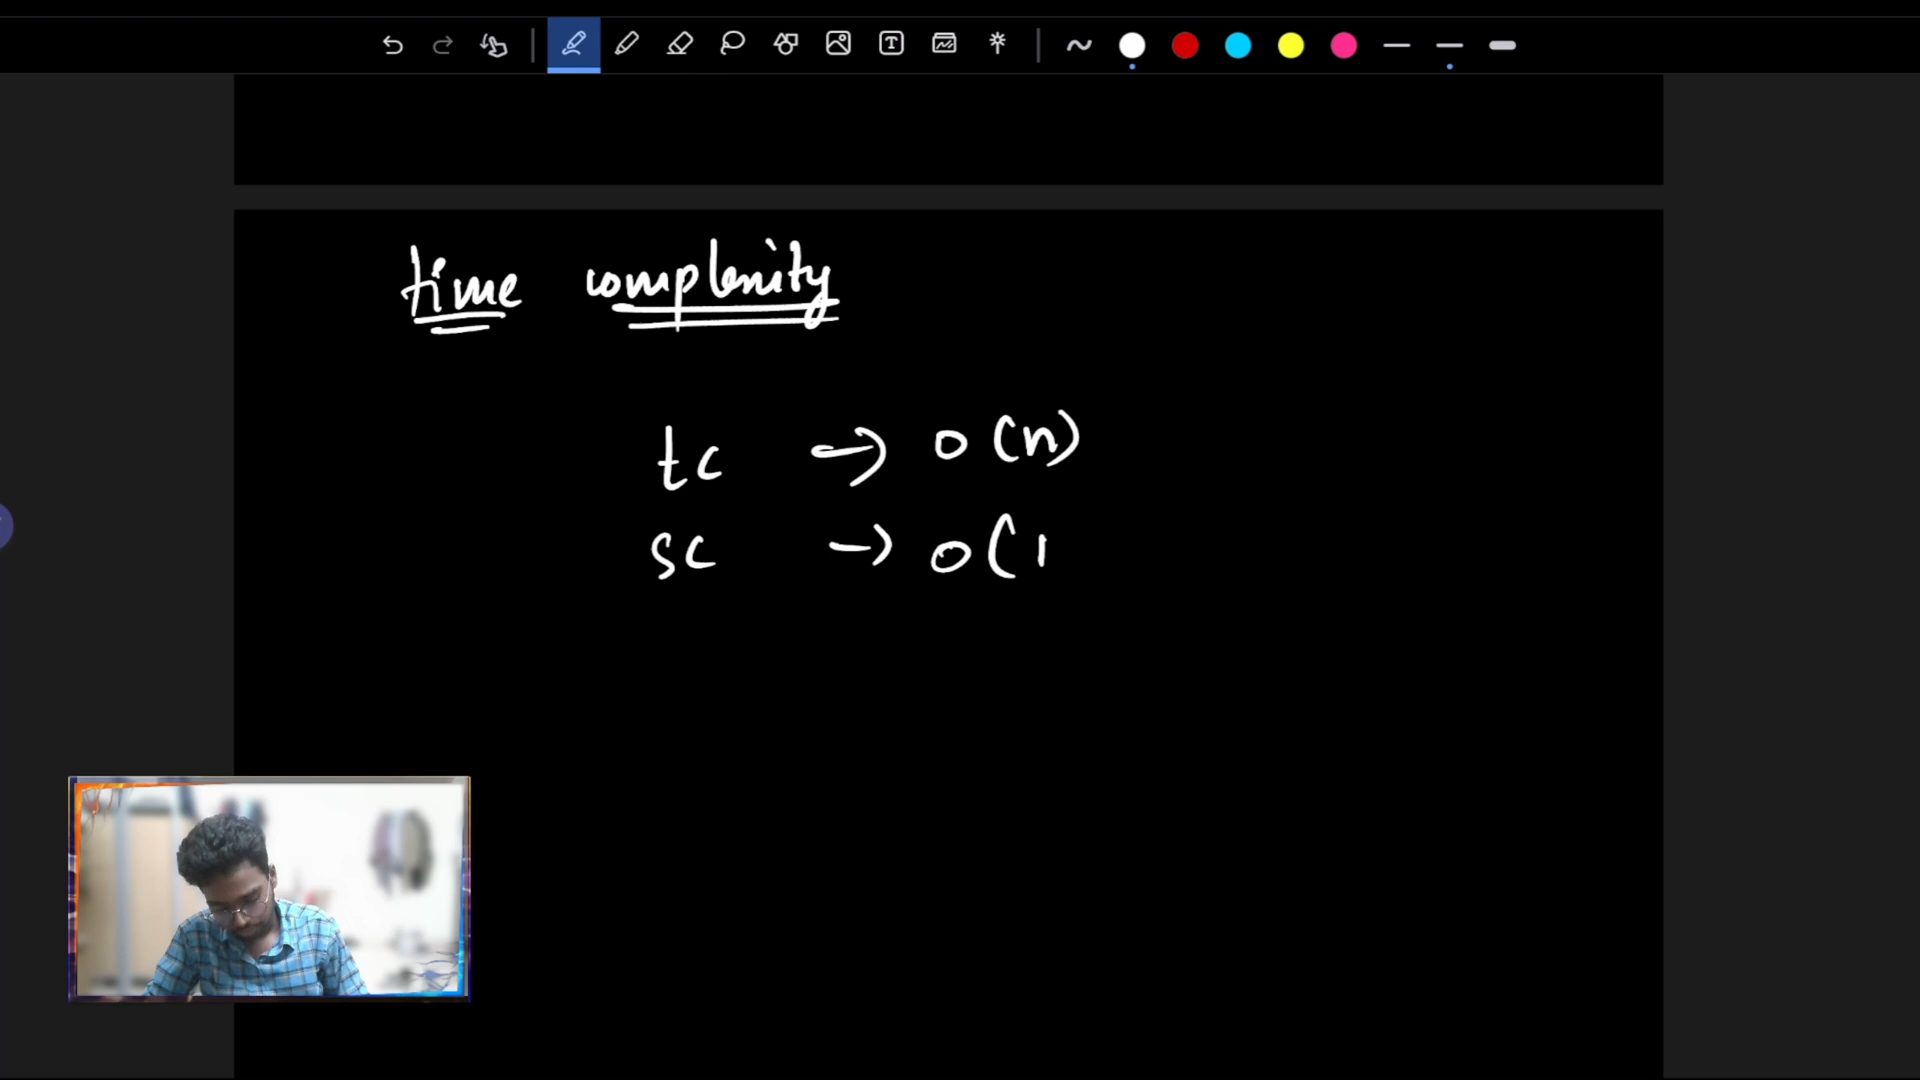 time complexity
tc → O(n)
sc → O(1